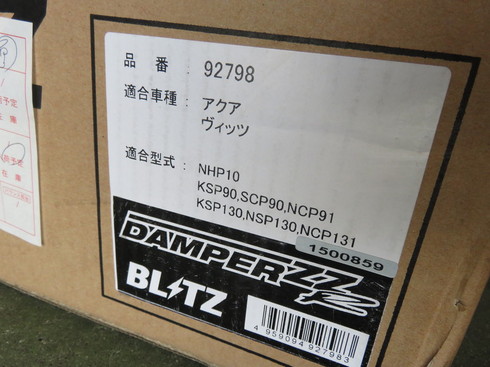 品番 : 92798
適合車種 : アクア
ヴィッツ
適合型式 : NHP10
KSP90,SCP90,NCP91
KSP130,NSP130,NCP131
1500859
DAMPER ZZ-R
BLITZ
4 959094 927983